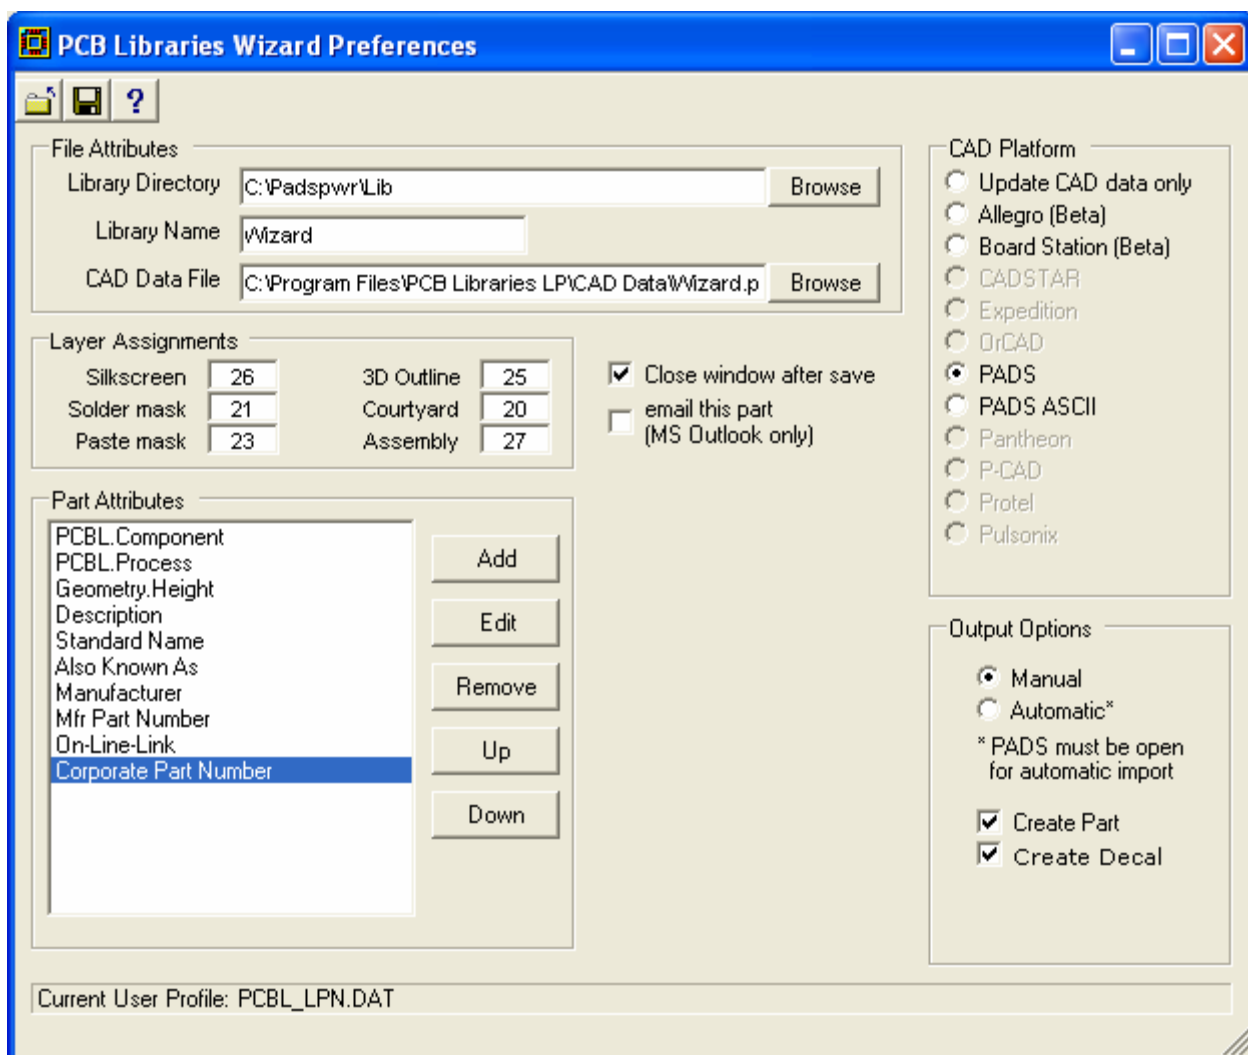 PCB Libraries Wizard Preferences
?
File Attributes
Library Directory
C:\Padspwr\Lib
Browse
Library Name
Wizard
CAD Data File
C:\Program Files\PCB Libraries LP\CAD Data\Wizard.p
Browse
Layer Assignments
Silkscreen 26 3D Outline 25
Solder mask 21 Courtyard 20
Paste mask 23 Assembly 27
Close window after save
email this part
(MS Outlook only)
Part Attributes
PCBL.Component
PCBL.Process
Geometry.Height
Description
Standard Name
Also Known As
Manufacturer
Mfr Part Number
On-Line-Link
Corporate Part Number
Add
Edit
Remove
Up
Down
CAD Platform
Update CAD data only
Allegro (Beta)
Board Station (Beta)
CADSTAR
Expedition
OrCAD
PADS
PADS ASCII
Pantheon
P-CAD
Protel
Pulsonix
Output Options
Manual
Automatic*
* PADS must be open
for automatic import
Create Part
Create Decal
Current User Profile: PCBL_LPN.DAT